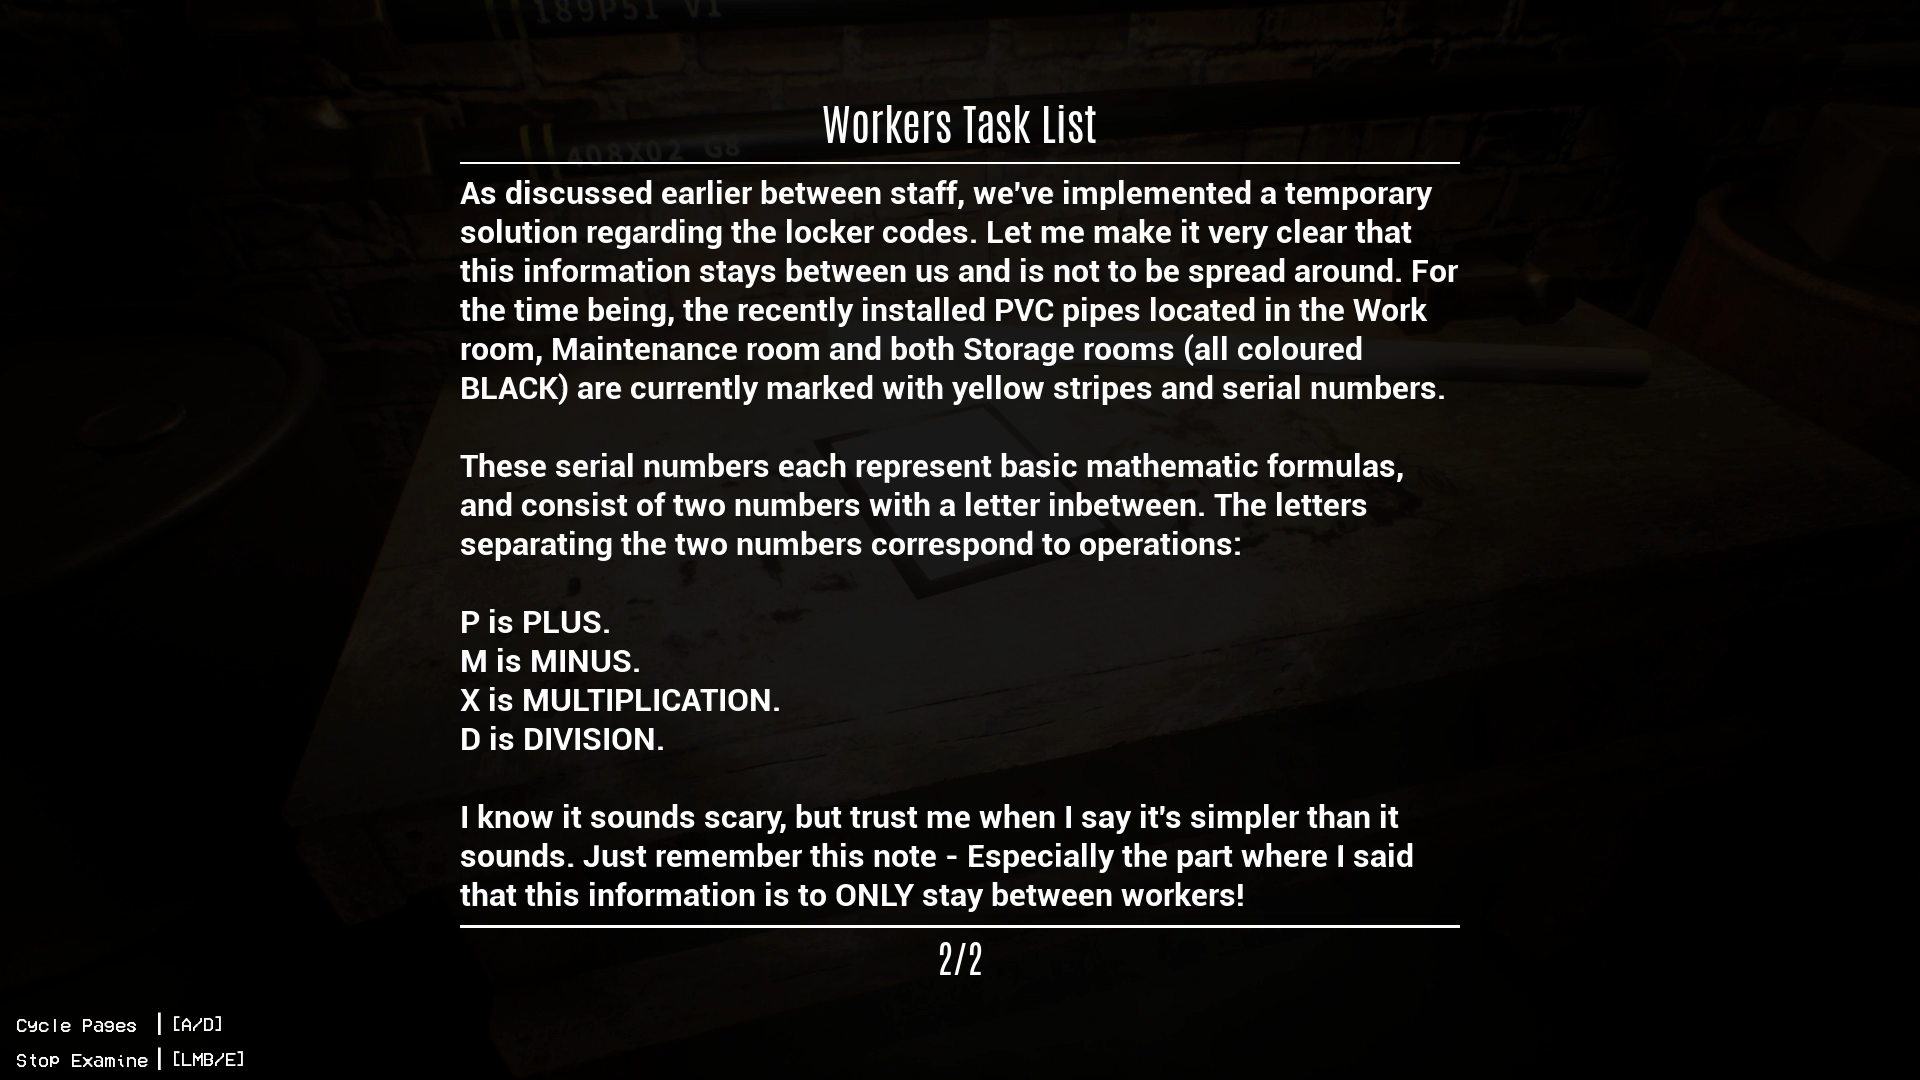 189P51 V1
Workers Task List
408X02 G8
As discussed earlier between staff, we've implemented a temporary
solution regarding the locker codes. Let me make it very clear that
this information stays between us and is not to be spread around. For
the time being, the recently installed PVC pipes located in the Work
room, Maintenance room and both Storage rooms (all coloured
BLACK) are currently marked with yellow stripes and serial numbers.
These serial numbers each represent basic mathematic formulas,
and consist of two numbers with a letter inbetween. The letters
separating the two numbers correspond to operations:
P is PLUS.
M is MINUS.
X is MULTIPLICATION.
D is DIVISION.
I know it sounds scary, but trust me when I say it's simpler than it
sounds. Just remember this note - Especially the part where I said
that this information is to ONLY stay between workers!
2/2
Cycle Pages | [A/D]
Stop Examine | [LMB/E]